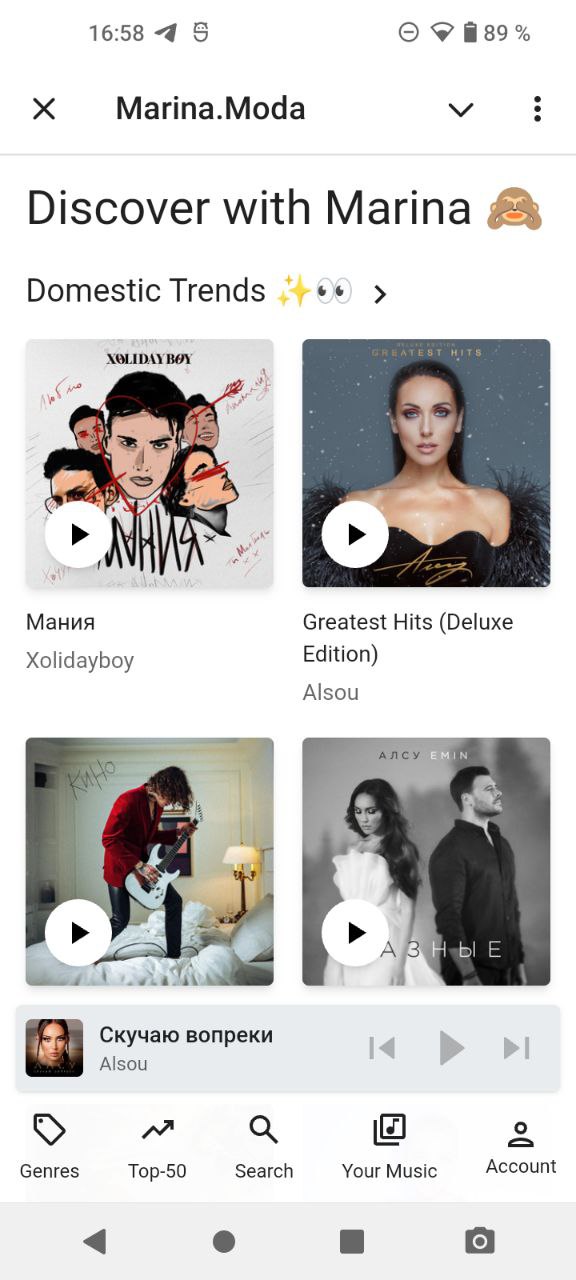 16:58
89 %
Marina.Moda
Discover with Marina 🙈
Domestic Trends ✨👀
XOLIDAYBOY
Люблю
МАНИЯ
DELUXE EDITION
GREATEST HITS
Мания
Xolidayboy
Greatest Hits (Deluxe
Edition)
Alsou
КИНО
АЛСУ EMIN
АЗНЫЕ
Скучаю вопреки
Alsou
Genres
Top-50
Search
Your Music
Account